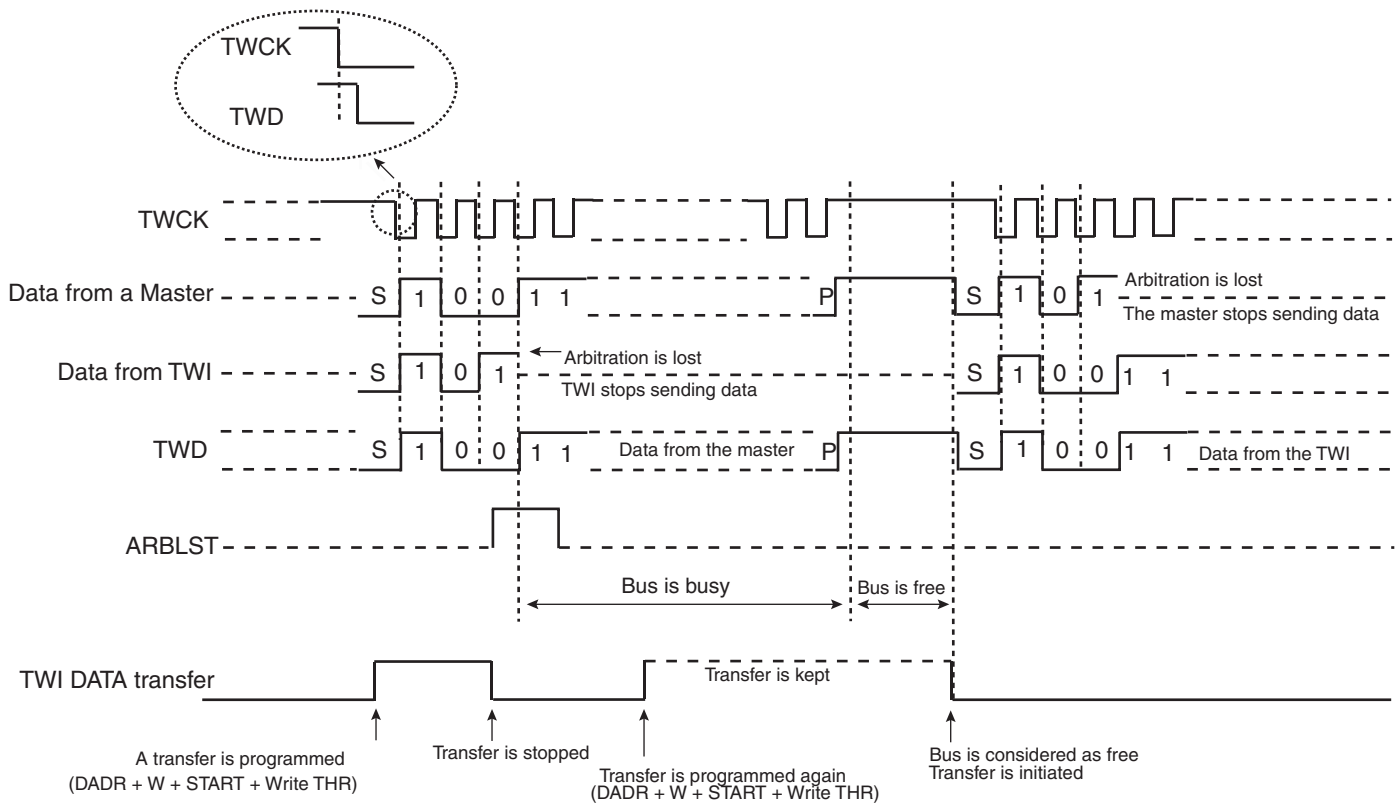 TWCK
TWD
TWCK
Data from a Master S 1 0 0 1 1 P S 1 0 1 Arbitration is lost
The master stops sending data
Data from TWI S 1 0 1 Arbitration is lost S 1 0 0 1 1
TWI stops sending data
TWD S 1 0 0 1 1 Data from the master P S 1 0 0 1 1 Data from the TWI
ARBLST
Bus is busy Bus is free
TWI DATA transfer Transfer is kept
A transfer is programmed
(DADR + W + START + Write THR)
Transfer is stopped
Transfer is programmed again
(DADR + W + START + Write THR)
Bus is considered as free
Transfer is initiated